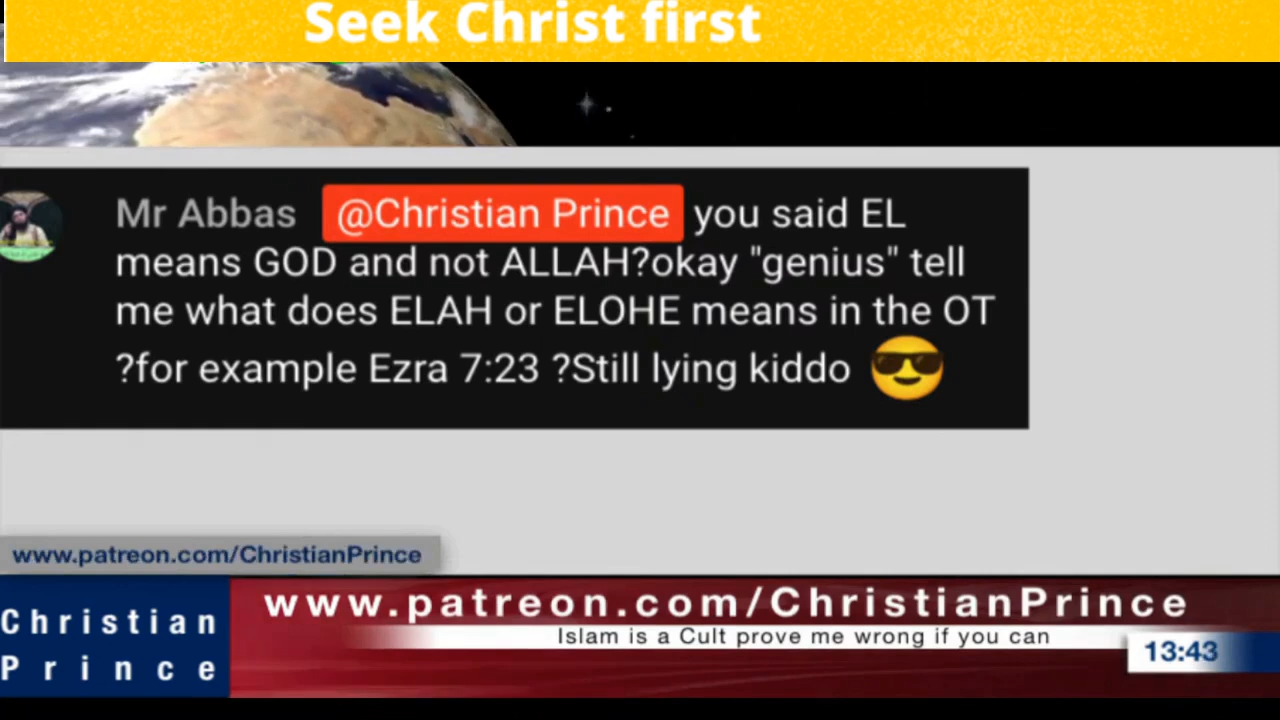 Seek Christ first
Mr Abbas @Christian Prince you said EL
means GOD and not ALLAH?okay "genius" tell
me what does ELAH or ELOHE means in the OT
?for example Ezra 7:23 ?Still lying kiddo 😎
www.patreon.com/ChristianPrince
Christian
Prince
www.patreon.com/ChristianPrince
Islam is a Cult prove me wrong if you can
13:43